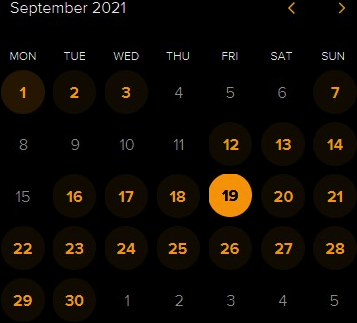 September 2021
MON TUE WED THU FRI SAT SUN
1 2 3 4 5 6 7
8 9 10 11 12 13 14
15 16 17 18 19 20 21
22 23 24 25 26 27 28
29 30 1 2 3 4 5